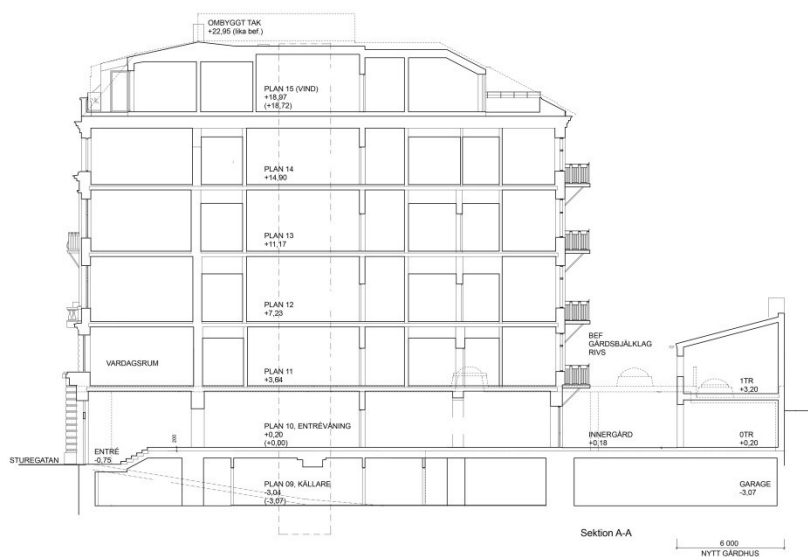 OMBYGGT TAK
+22,95 (lika bef.)
PLAN 15 (VIND)
+18,97
(+18,72)
PLAN 14
+14,90
PLAN 13
+11,17
PLAN 12
+7,23
BEF
GÅRDSBJÄLKLAG
RIVS
VARDAGSRUM
PLAN 11
+3,64
1TR
+3,20
PLAN 10, ENTRÉVÅNING
+0,20
(+0,00)
200
INNERGÅRD
+0,18
0TR
+0,20
ENTRÉ
-0,75
STUREGATAN
PLAN 09, KÄLLARE
-3,04
(-3,07)
GARAGE
-3,07
Sektion A-A
6 000
NYTT GÅRDHUS